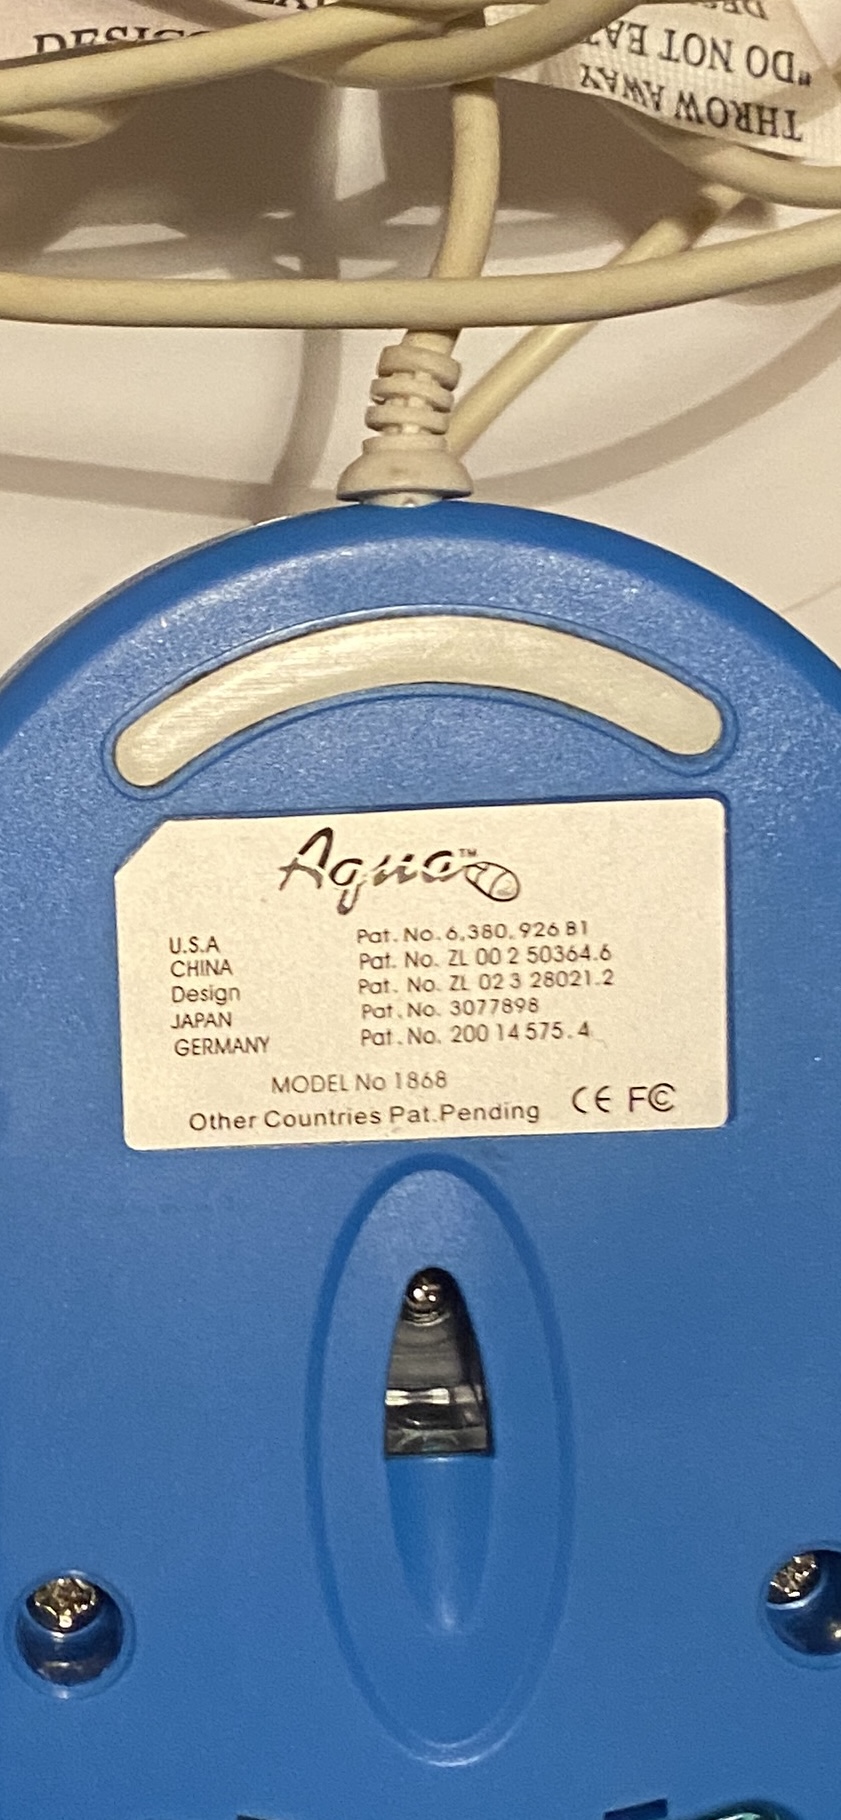 DESIC
DO NOT EAT"
THROW AWAY
Aqua™
U.S.A Pat. No. 6,380,926 B1
CHINA Pat. No. ZL 00 2 50364.6
Design Pat. No. ZL 02 3 28021.2
JAPAN Pat. No. 3077898
GERMANY Pat. No. 200 14 575.4
MODEL No 1868
Other Countries Pat.Pending CE FC